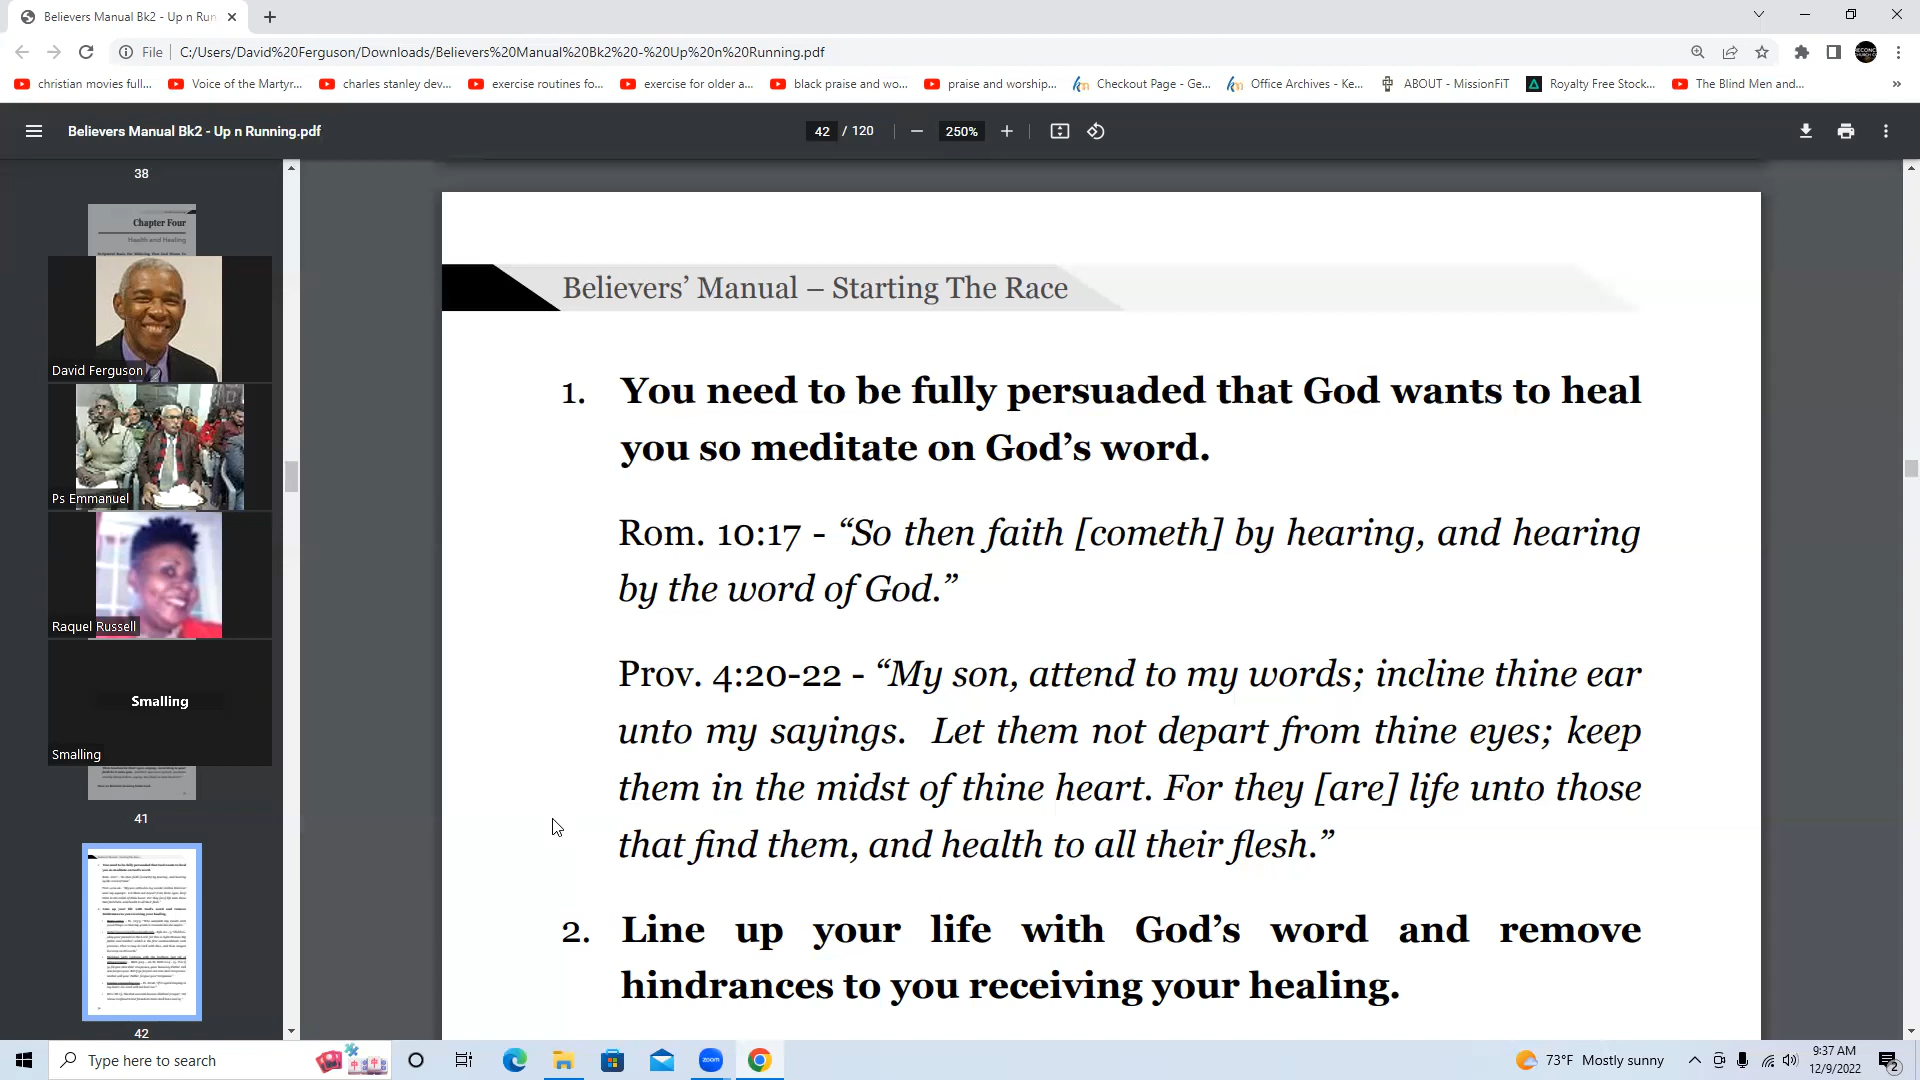 Believers Manual Bk2 - Up n Run
File C:/Users/David%20Ferguson/Downloads/Believers%20Manual%20Bk2%20-%20Up%20n%20Running.pdf
christian movies full... Voice of the Martyr... charles stanley dev... exercise routines fo... exercise for older a... black praise and wo... praise and worship... Checkout Page - Ge... Office Archives - Ke... ABOUT - MissionFiT Royalty Free Stock... The Blind Men and... »
Believers Manual Bk2 - Up n Running.pdf 42 / 120 250%
38
Chapter Four
Health and Healing
David Ferguson
Ps Emmanuel
Raquel Russell
Smalling
Smalling
41
42
Believers’ Manual – Starting The Race
1. You need to be fully persuaded that God wants to heal
you so meditate on God’s word.
Rom. 10:17 - “So then faith [cometh] by hearing, and hearing
by the word of God.”
Prov. 4:20-22 - “My son, attend to my words; incline thine ear
unto my sayings. Let them not depart from thine eyes; keep
them in the midst of thine heart. For they [are] life unto those
that find them, and health to all their flesh.”
2. Line up your life with God’s word and remove
hindrances to you receiving your healing.
Type here to search
zoom
73°F Mostly sunny
9:37 AM
12/9/2022
2